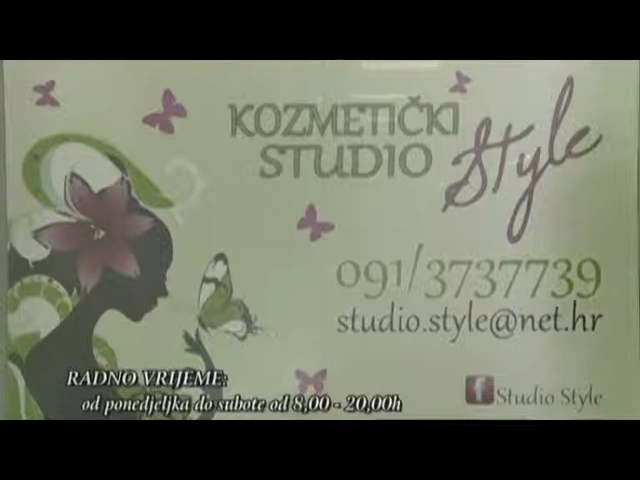 KOZMETIČKI
STUDIO Style
091/3737739
studio.style@net.hr
f Studio Style
RADNO VRIJEME:
od ponedjeljka do subote od 8,00 - 20,00h